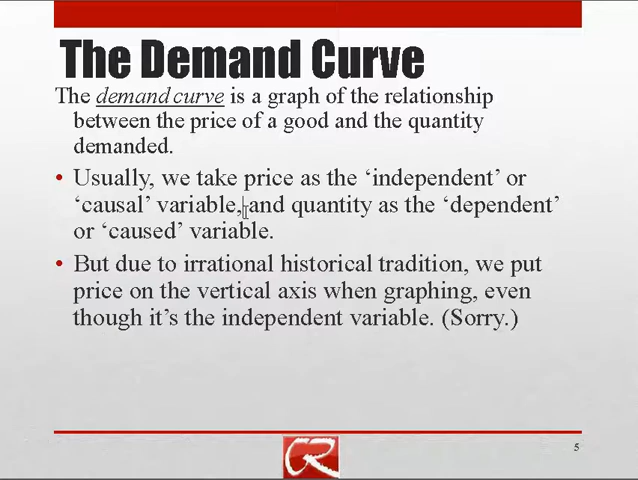 The Demand Curve
The demand curve is a graph of the relationship
between the price of a good and the quantity
demanded.
• Usually, we take price as the ‘independent’ or
‘causal’ variable, and quantity as the ‘dependent’
or ‘caused’ variable.
• But due to irrational historical tradition, we put
price on the vertical axis when graphing, even
though it’s the independent variable. (Sorry.)
5